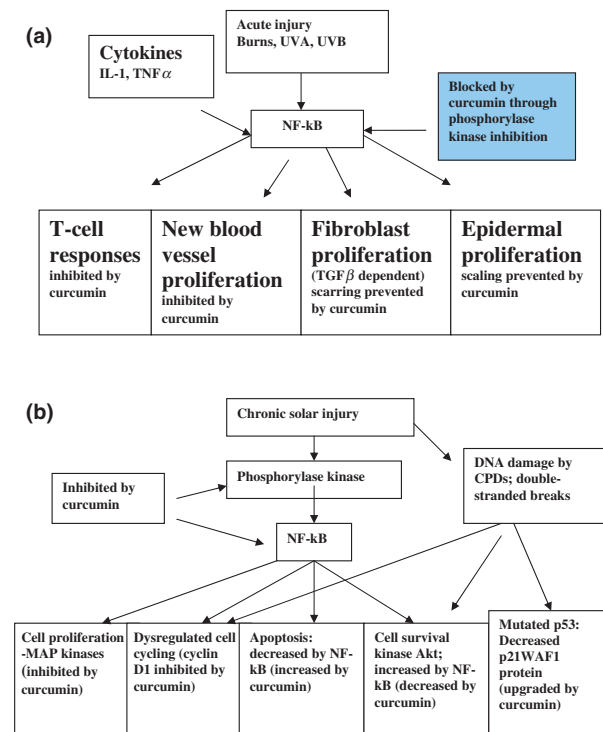 (a)
Acute injury
Burns, UVA, UVB
Cytokines
IL-1, TNFα
NF-kB
Blocked by
curcumin through
phosphorylase
kinase inhibition
T-cell
responses
inhibited by
curcumin
New blood
vessel
proliferation
inhibited by
curcumin
Fibroblast
proliferation
(TGFβ dependent)
scarring prevented
by curcumin
Epidermal
proliferation
scaling prevented by
curcumin
(b)
Chronic solar injury
Phosphorylase kinase
Inhibited by
curcumin
NF-kB
DNA damage by
CPDs; double-
stranded breaks
Cell proliferation
-MAP kinases
(inhibited by
curcumin)
Dysregulated cell
cycling (cyclin
D1 inhibited by
curcumin)
Apoptosis:
decreased by NF-
kB (increased by
curcumin)
Cell survival
kinase Akt;
increased by NF-
kB (decreased by
curcumin)
Mutated p53:
Decreased
p21WAF1
protein
(upgraded by
curcumin)